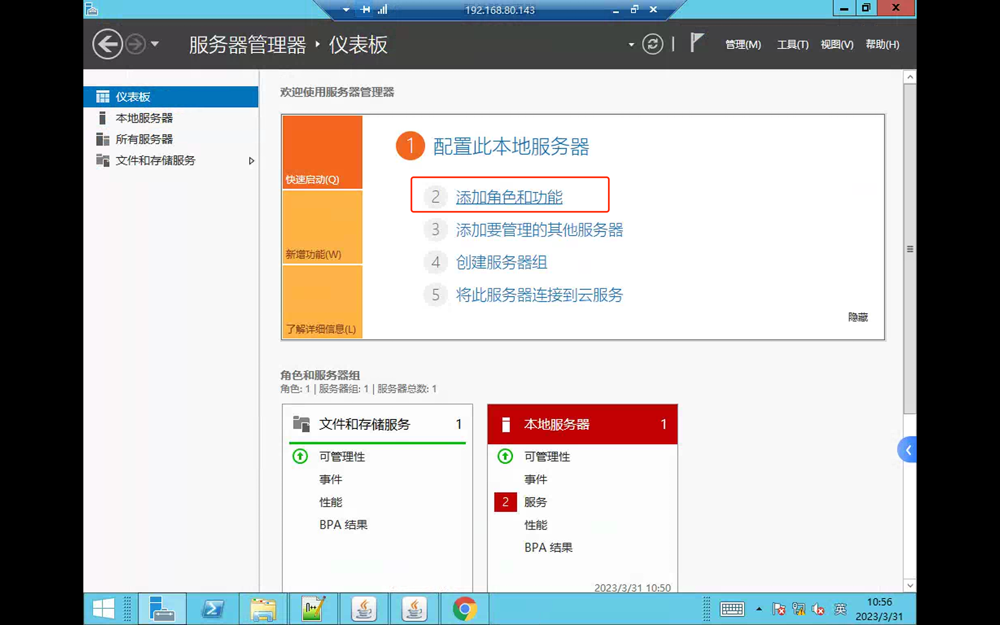 192.168.80.143
服务器管理器 ‣ 仪表板
管理(M) 工具(T) 视图(V) 帮助(H)
仪表板
本地服务器
所有服务器
文件和存储服务
欢迎使用服务器管理器
快速启动(Q)
新增功能(W)
了解详细信息(L)
1 配置此本地服务器
2 添加角色和功能
3 添加要管理的其他服务器
4 创建服务器组
5 将此服务器连接到云服务
隐藏
角色和服务器组
角色: 1 | 服务器组: 1 | 服务器总数: 1
文件和存储服务 1
可管理性
事件
性能
BPA 结果
本地服务器 1
可管理性
事件
2 服务
性能
BPA 结果
2023/3/31 10:50
n++
英
10:56
2023/3/31